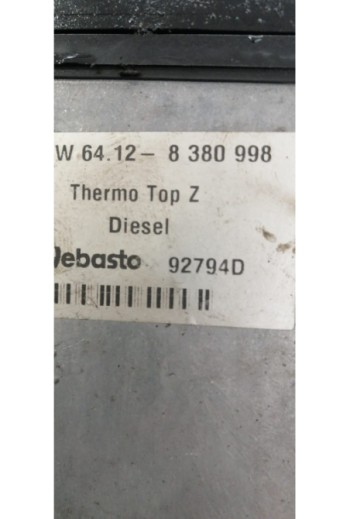 W 64.12- 8 380 998
Thermo Top Z
Diesel
Webasto 92794D